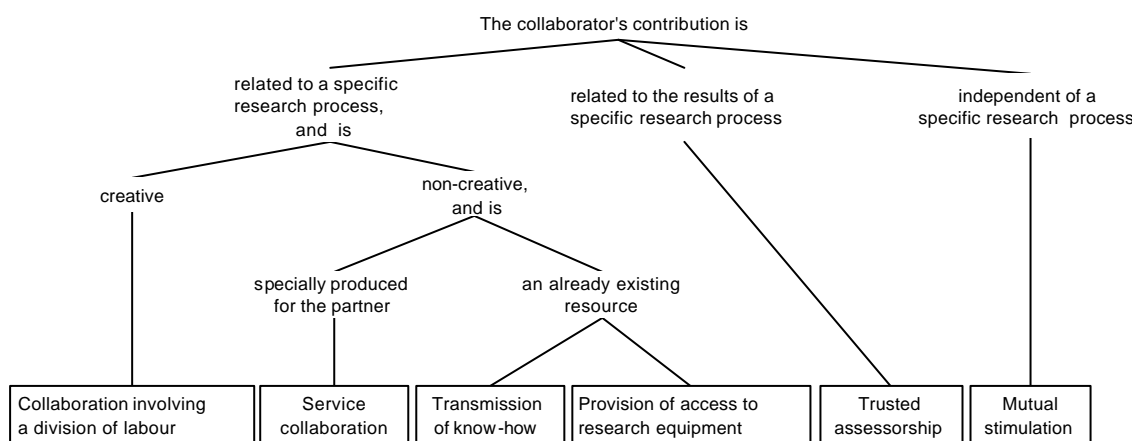 The collaborator's contribution is
related to a specific
research process,
and is
related to the results of a
specific research process
independent of a
specific research process
creative
non-creative,
and is
specially produced
for the partner
an already existing
resource
Collaboration involving
a division of labour
Service
collaboration
Transmission
of know-how
Provision of access to
research equipment
Trusted
assessorship
Mutual
stimulation